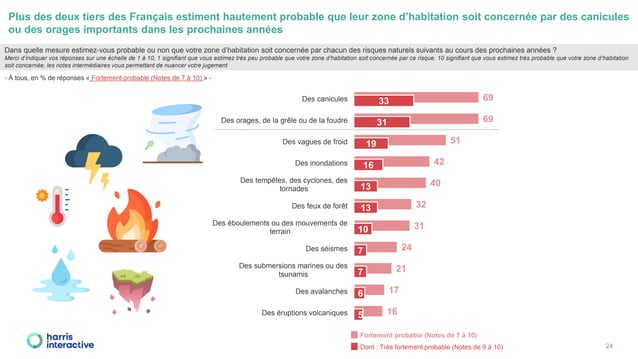 Plus des deux tiers des Français estiment hautement probable que leur zone d'habitation soit concernée par des canicules
ou des orages importants dans les prochaines années
Dans quelle mesure estimez-vous probable ou non que votre zone d'habitation soit concernée par chacun des risques naturels suivants au cours des prochaines années ?
Merci d'indiquer vos réponses sur une échelle de 1 à 10, 1 signifiant que vous estimez très peu probable que votre zone d'habitation soit concernée par ce risque, 10 signifiant que vous estimez très probable que votre zone d'habitation
soit concernée, les notes intermédiaires vous permettant de nuancer votre jugement
- À tous, en % de réponses « Fortement probable (Notes de 7 à 10) » -
Des canicules 33 69
Des orages, de la grêle ou de la foudre 31 69
Des vagues de froid 19 51
Des inondations 16 42
Des tempêtes, des cyclones, des
tornades 13 40
Des feux de forêt 13 32
Des éboulements ou des mouvements de
terrain 10 31
Des séismes 7 24
Des submersions marines ou des
tsunamis 7 21
Des avalanches 6 17
Des éruptions volcaniques 5 16
Fortement probable (Notes de 7 à 10)
Dont : Très fortement probable (Notes de 9 à 10)
harris
interactive
24